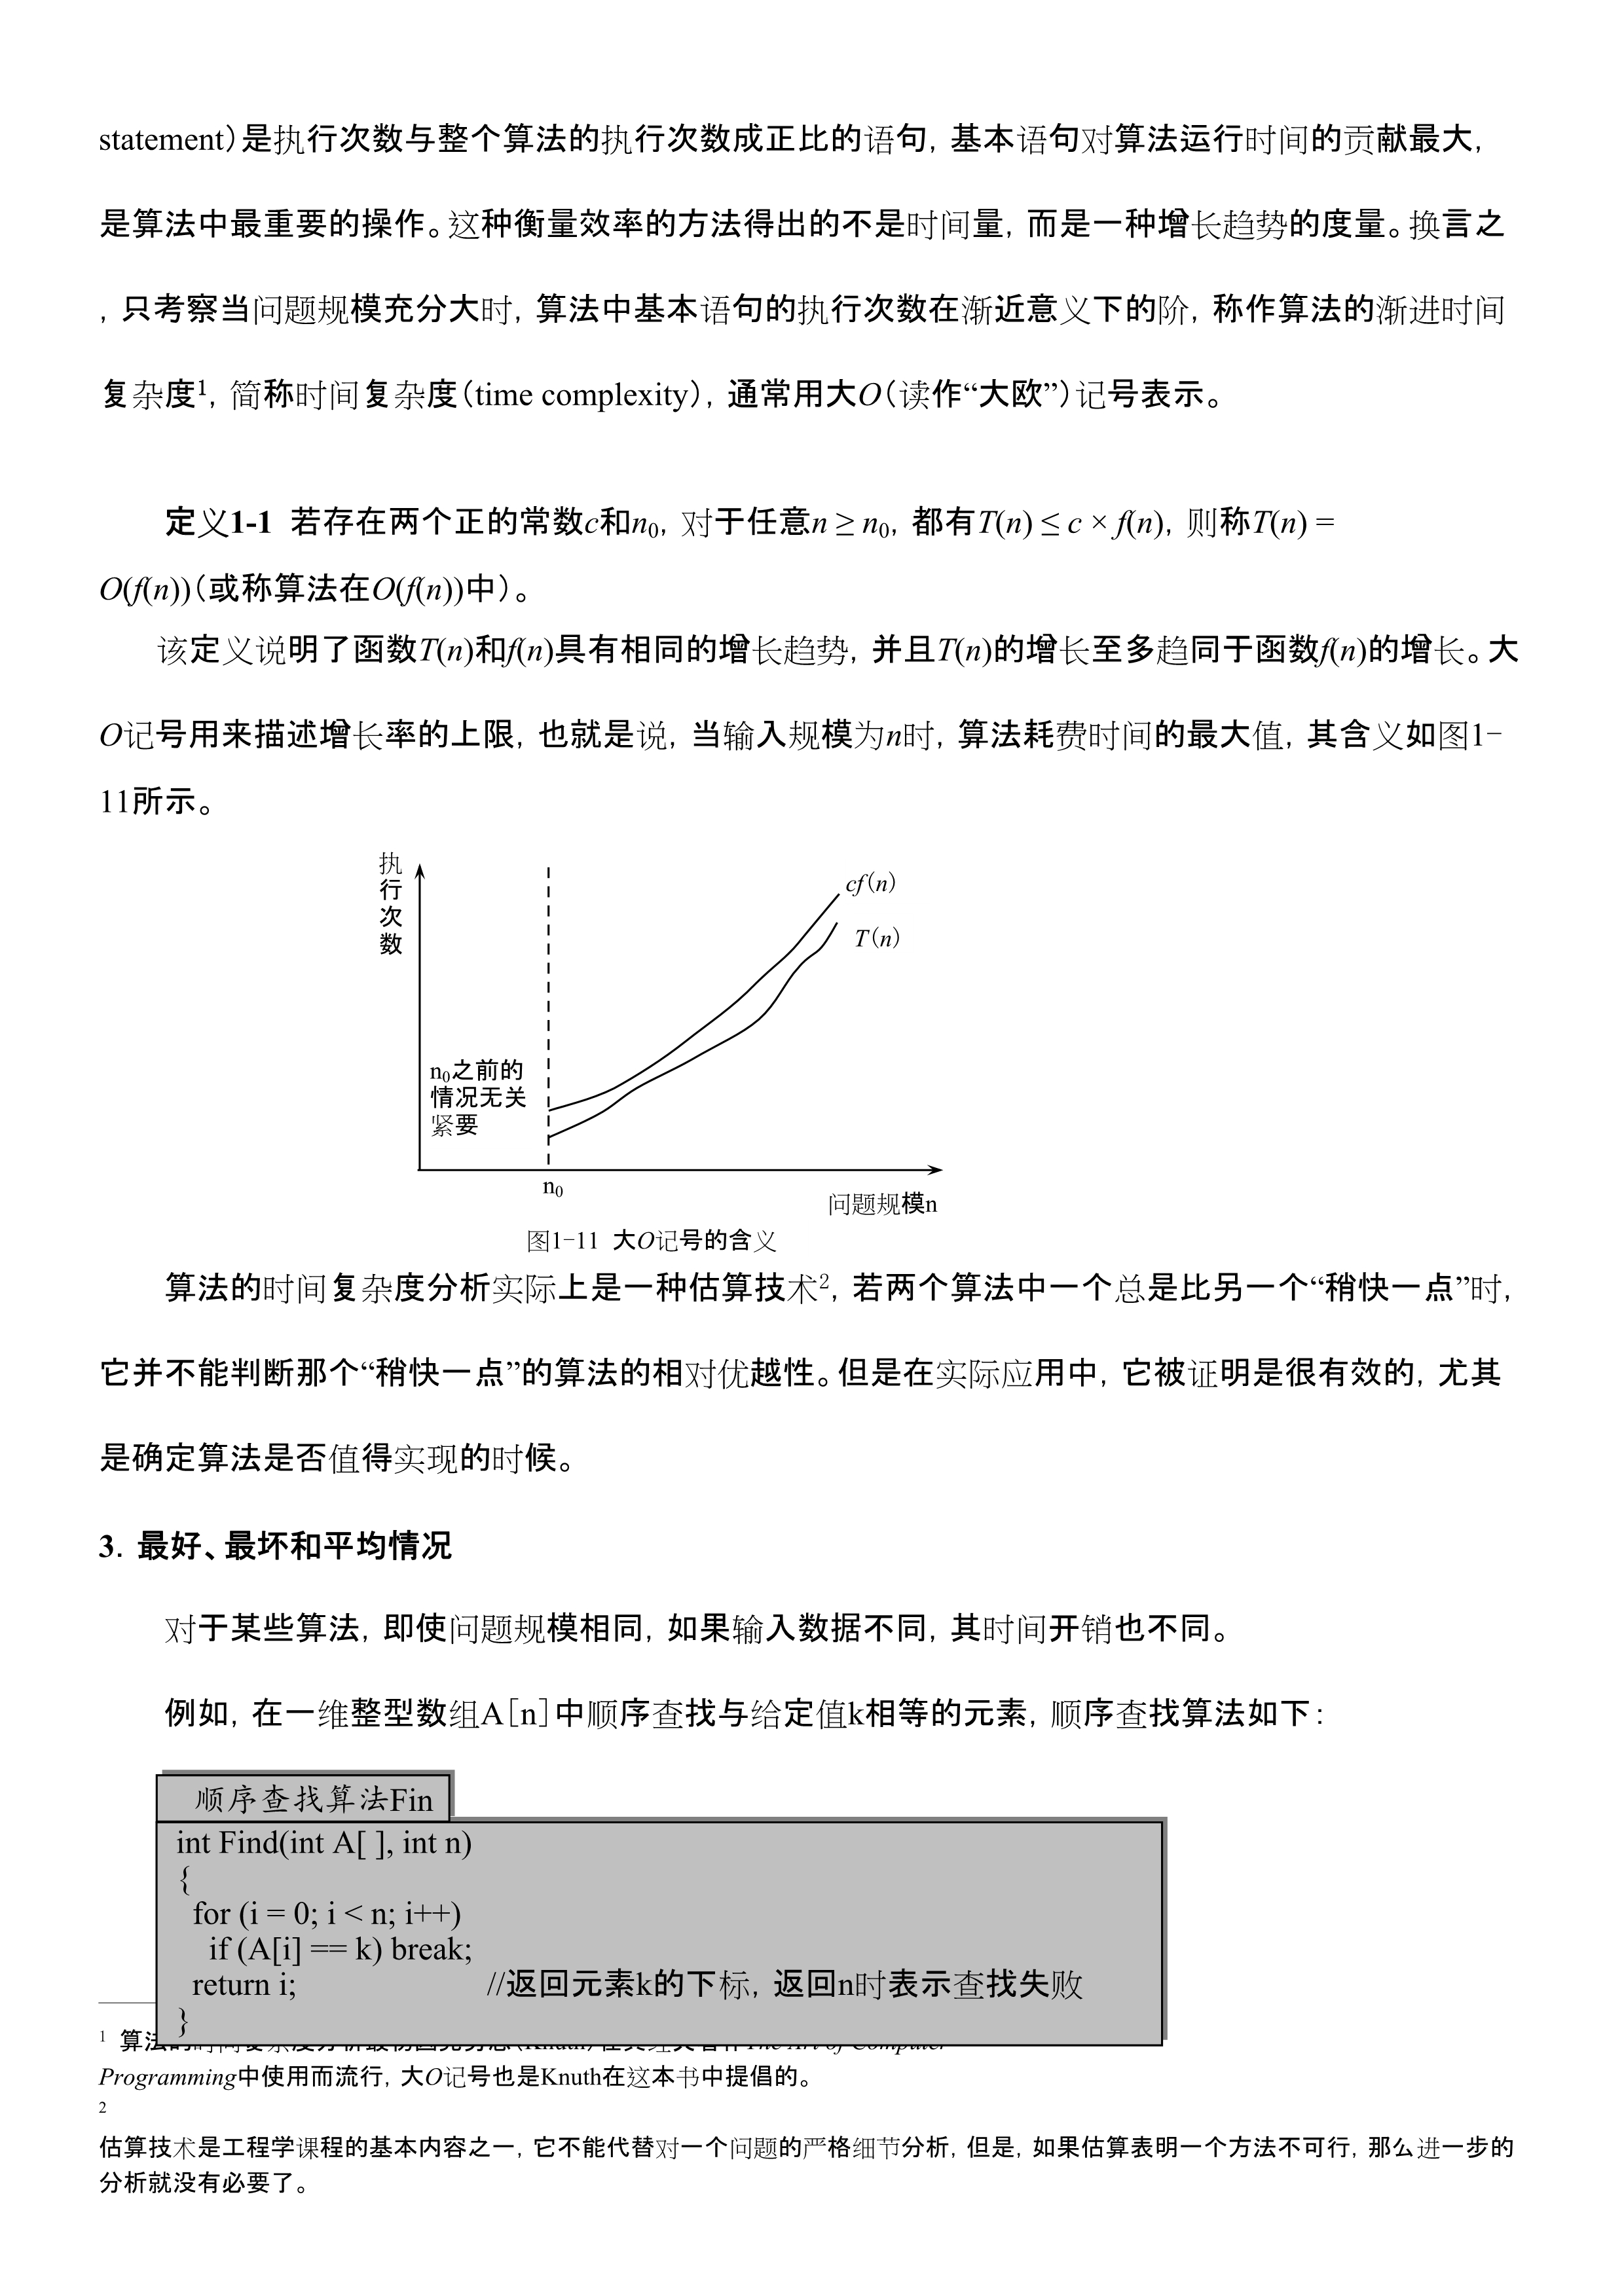 statement)是执行次数与整个算法的执行次数成正比的语句，基本语句对算法运行时间的贡献最大，
是算法中最重要的操作。这种衡量效率的方法得出的不是时间量，而是一种增长趋势的度量。换言之
，只考察当问题规模充分大时，算法中基本语句的执行次数在渐近意义下的阶，称作算法的渐进时间
复杂度¹，简称时间复杂度（time complexity），通常用大O（读作“大欧”）记号表示。
定义1-1 若存在两个正的常数c和n₀，对于任意n ≥ n₀，都有T(n) ≤ c × f(n)，则称T(n) =
O(f(n))（或称算法在O(f(n))中）。
该定义说明了函数T(n)和f(n)具有相同的增长趋势，并且T(n)的增长至多趋同于函数f(n)的增长。大
O记号用来描述增长率的上限，也就是说，当输入规模为n时，算法耗费时间的最大值，其含义如图1-
11所示。
执
行
次
数
cf(n)
T(n)
n₀之前的
情况无关
紧要
n₀
问题规模n
图1-11 大O记号的含义
算法的时间复杂度分析实际上是一种估算技术²，若两个算法中一个总是比另一个“稍快一点”时，
它并不能判断那个“稍快一点”的算法的相对优越性。但是在实际应用中，它被证明是很有效的，尤其
是确定算法是否值得实现的时候。
3. 最好、最坏和平均情况
对于某些算法，即使问题规模相同，如果输入数据不同，其时间开销也不同。
例如，在一维整型数组A[n]中顺序查找与给定值k相等的元素，顺序查找算法如下：
顺序查找算法Fin
int Find(int A[ ], int n)
{
for (i = 0; i < n; i++)
if (A[i] == k) break;
return i; //返回元素k的下标，返回n时表示查找失败
}
¹ 算法
Programming中使用而流行，大O记号也是Knuth在这本书中提倡的。
²
估算技术是工程学课程的基本内容之一，它不能代替对一个问题的严格细节分析，但是，如果估算表明一个方法不可行，那么进一步的
分析就没有必要了。